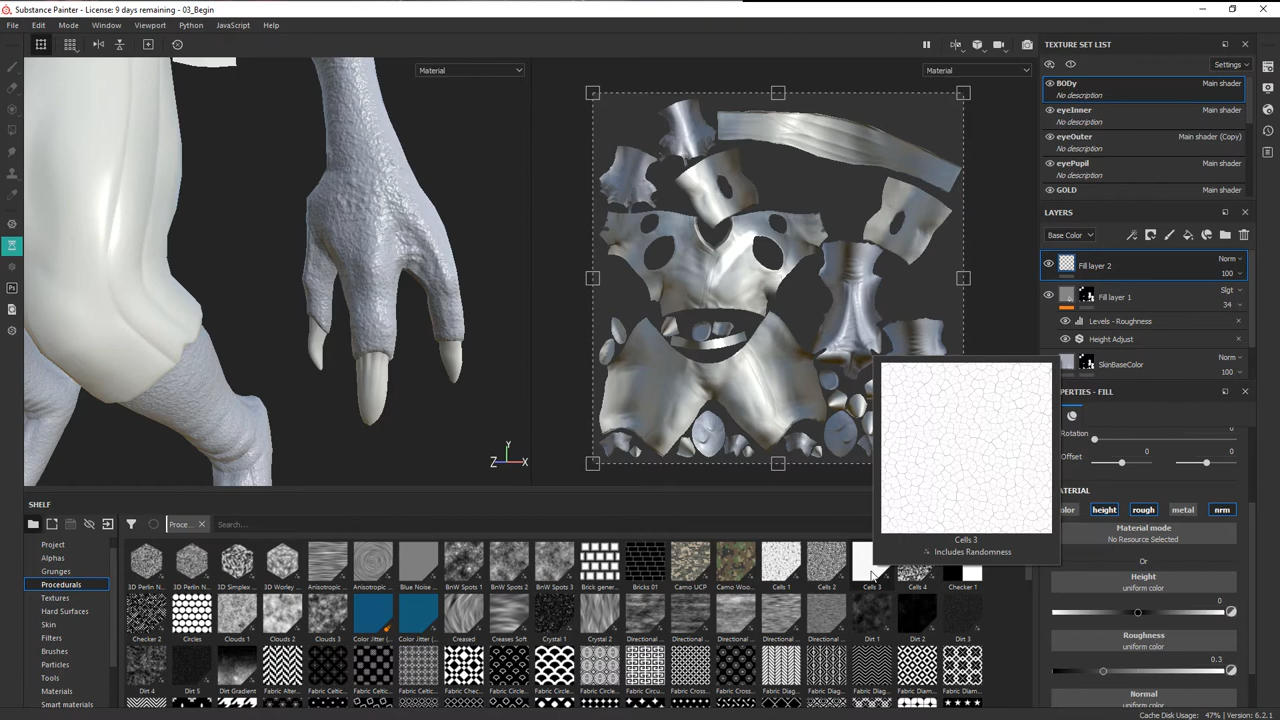 Substance Painter - License: 9 days remaining - 03_Begin
File Edit Mode Window Viewport Python JavaScript Help
Material
Material
TEXTURE SET LIST
Settings
BODy Main shader
No description
eyeInner Main shader
No description
eyeOuter Main shader (Copy)
No description
eyePupil Main shader
No description
GOLD Main shader
LAYERS
Base Color
Fill layer 2 Norm 100
Fill layer 1 Slgt 34
Levels - Roughness
Height Adjust
SkinBaseColor Norm 100
PROPERTIES - FILL
Rotation 0
Offset 0 0
MATERIAL
color height rough metal nrm
Material mode
No Resource Selected
Or
Height
uniform color
0
Roughness
uniform color
0.3
Normal
uniform color
Y
Z X
SHELF
Proce... Search...
Project
Alphas
Grunges
Procedurals
Textures
Hard Surfaces
Skin
Filters
Brushes
Particles
Tools
Materials
Smart materials
Cells 3
Includes Randomness
3D Perlin N... 3D Perlin N... 3D Simplex ... 3D Worley ... Anisotropic ... Anisotropic ... Blue Noise ... BnW Spots 1 BnW Spots 2 BnW Spots 3 Brick gener... Bricks 01 Camo UCP Camo Woo... Cells 1 Cells 2 Cells 3 Cells 4 Checker 1
Checker 2 Circles Clouds 1 Clouds 2 Clouds 3 Color Jitter (... Color Jitter (... Creased Creases Soft Crystal 1 Crystal 2 Directional ... Directional ... Directional ... Directional ... Directional ... Dirt 1 Dirt 2 Dirt 3
Dirt 4 Dirt 5 Dirt Gradient Fabric Alter... Fabric Celtic... Fabric Celtic... Fabric Celtic... Fabric Chec... Fabric Circle... Fabric Circle... Fabric Circle... Fabric Circu... Fabric Cross... Fabric Cross... Fabric Diag... Fabric Diag... Fabric Diag... Fabric Diam... Fabric Diam...
Cache Disk Usage: 47% | Version: 6.2.1